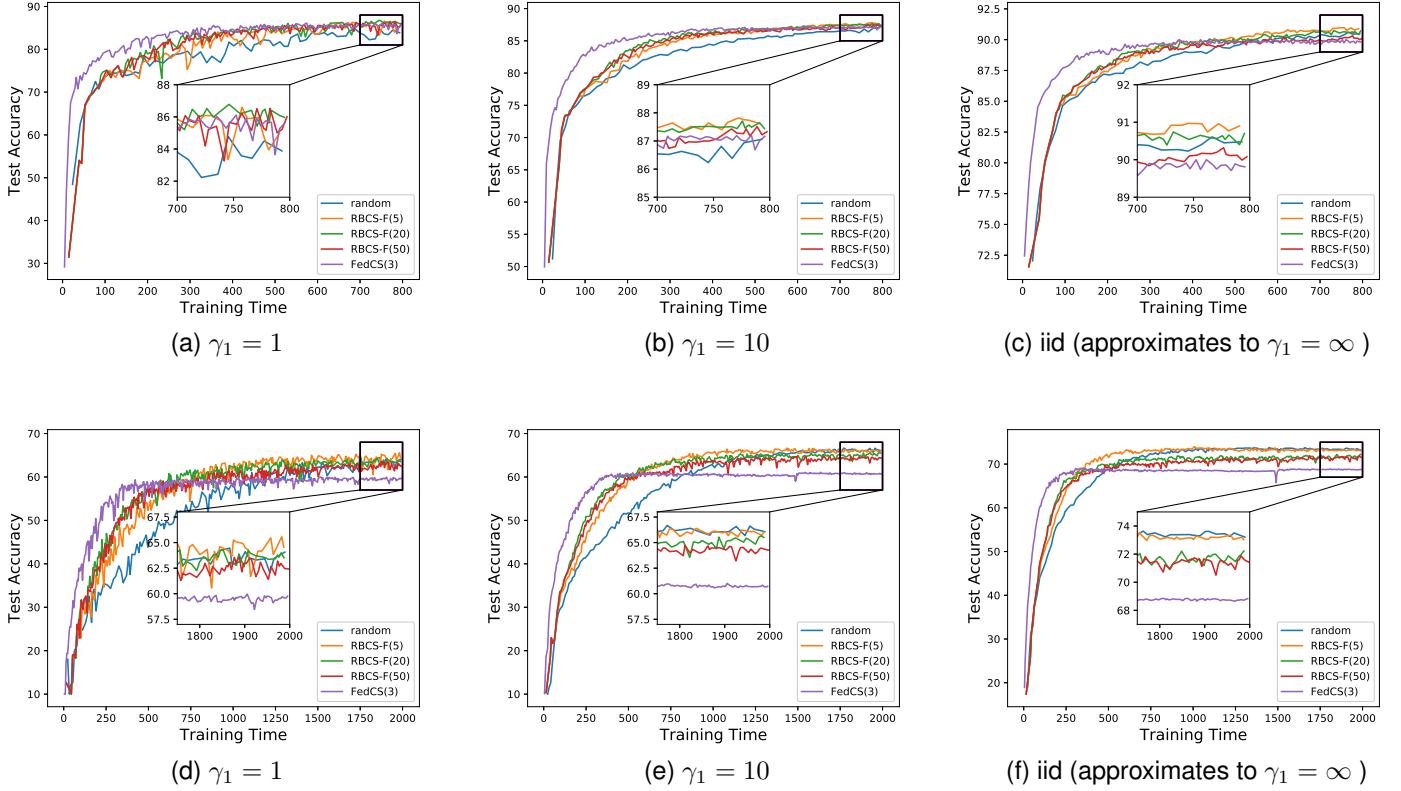 90
80
70
60
50
40
30
Test Accuracy
88
86
84
82
700 750 800
random
RBCS-F(5)
RBCS-F(20)
RBCS-F(50)
FedCS(3)
0 100 200 300 400 500 600 700 800
Training Time
(a) γ₁ = 1
90
85
80
75
70
65
60
55
50
Test Accuracy
89
88
87
86
85
700 750 800
random
RBCS-F(5)
RBCS-F(20)
RBCS-F(50)
FedCS(3)
0 100 200 300 400 500 600 700 800
Training Time
(b) γ₁ = 10
92.5
90.0
87.5
85.0
82.5
80.0
77.5
75.0
72.5
Test Accuracy
92
91
90
89
700 750 800
random
RBCS-F(5)
RBCS-F(20)
RBCS-F(50)
FedCS(3)
0 100 200 300 400 500 600 700 800
Training Time
(c) iid (approximates to γ₁ = ∞ )
70
60
50
40
30
20
10
Test Accuracy
67.5
65.0
62.5
60.0
57.5
1800 1900 2000
random
RBCS-F(5)
RBCS-F(20)
RBCS-F(50)
FedCS(3)
0 250 500 750 1000 1250 1500 1750 2000
Training Time
(d) γ₁ = 1
70
60
50
40
30
20
10
Test Accuracy
67.5
65.0
62.5
60.0
57.5
1800 1900 2000
random
RBCS-F(5)
RBCS-F(20)
RBCS-F(50)
FedCS(3)
0 250 500 750 1000 1250 1500 1750 2000
Training Time
(e) γ₁ = 10
70
60
50
40
30
20
Test Accuracy
74
72
70
68
1800 1900 2000
random
RBCS-F(5)
RBCS-F(20)
RBCS-F(50)
FedCS(3)
0 250 500 750 1000 1250 1500 1750 2000
Training Time
(f) iid (approximates to γ₁ = ∞ )